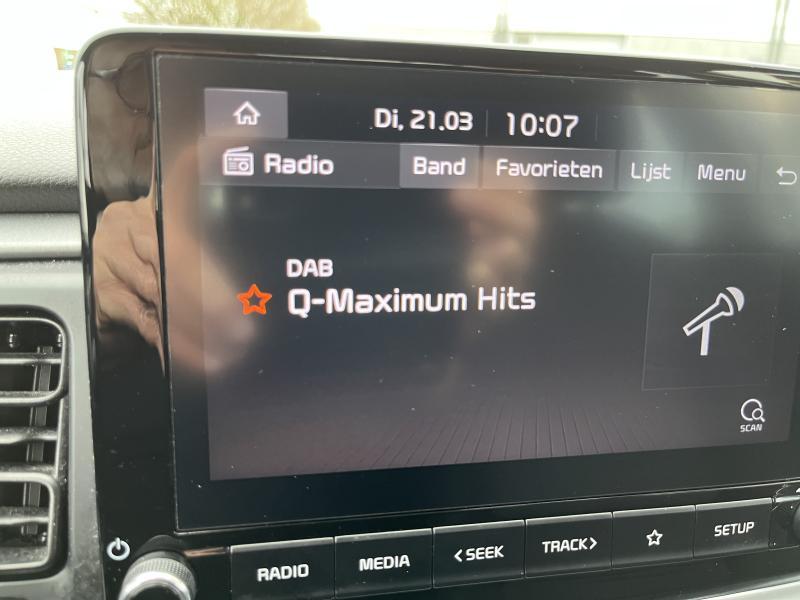 Di, 21.03 10:07
Radio Band Favorieten Lijst Menu
DAB
Q-Maximum Hits
SCAN
RADIO MEDIA <SEEK TRACK> SETUP